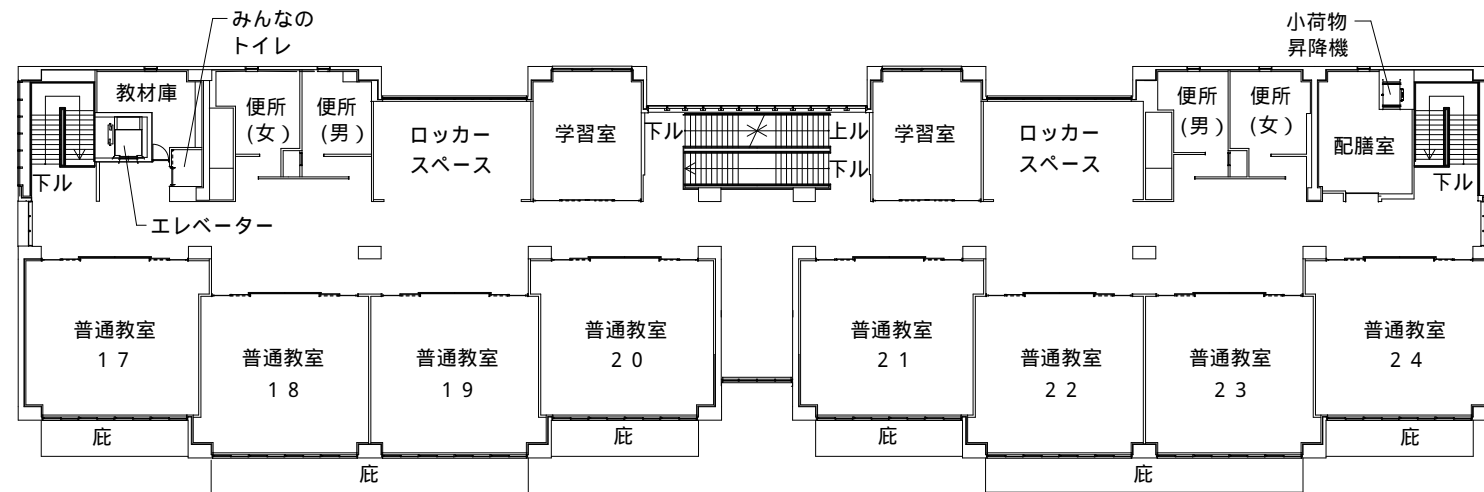 みんなの
トイレ
小荷物
昇降機
教材庫
便所
(女)
便所
(男)
ロッカー
スペース
学習室
下ル
上ル
下ル
学習室
ロッカー
スペース
便所
(男)
便所
(女)
配膳室
下ル
下ル
エレベーター
普通教室
17
普通教室
18
普通教室
19
普通教室
20
普通教室
21
普通教室
22
普通教室
23
普通教室
24
庇
庇
庇
庇
庇
庇